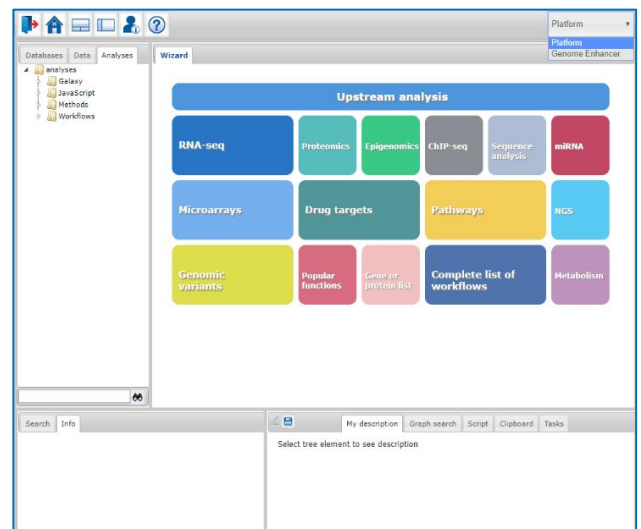 Platform
Platform
Genome Enhancer
Databases Data Analyses
Wizard
analyses
Galaxy
JavaScript
Methods
Workflows
Upstream analysis
RNA-seq
Proteomics
Epigenomics
ChIP-seq
Sequence
analysis
miRNA
Microarrays
Drug targets
Pathways
NGS
Genomic
variants
Popular
functions
Gene or
protein list
Complete list of
workflows
Metabolism
Search Info
My description Graph search Script Clipboard Tasks
Select tree element to see description